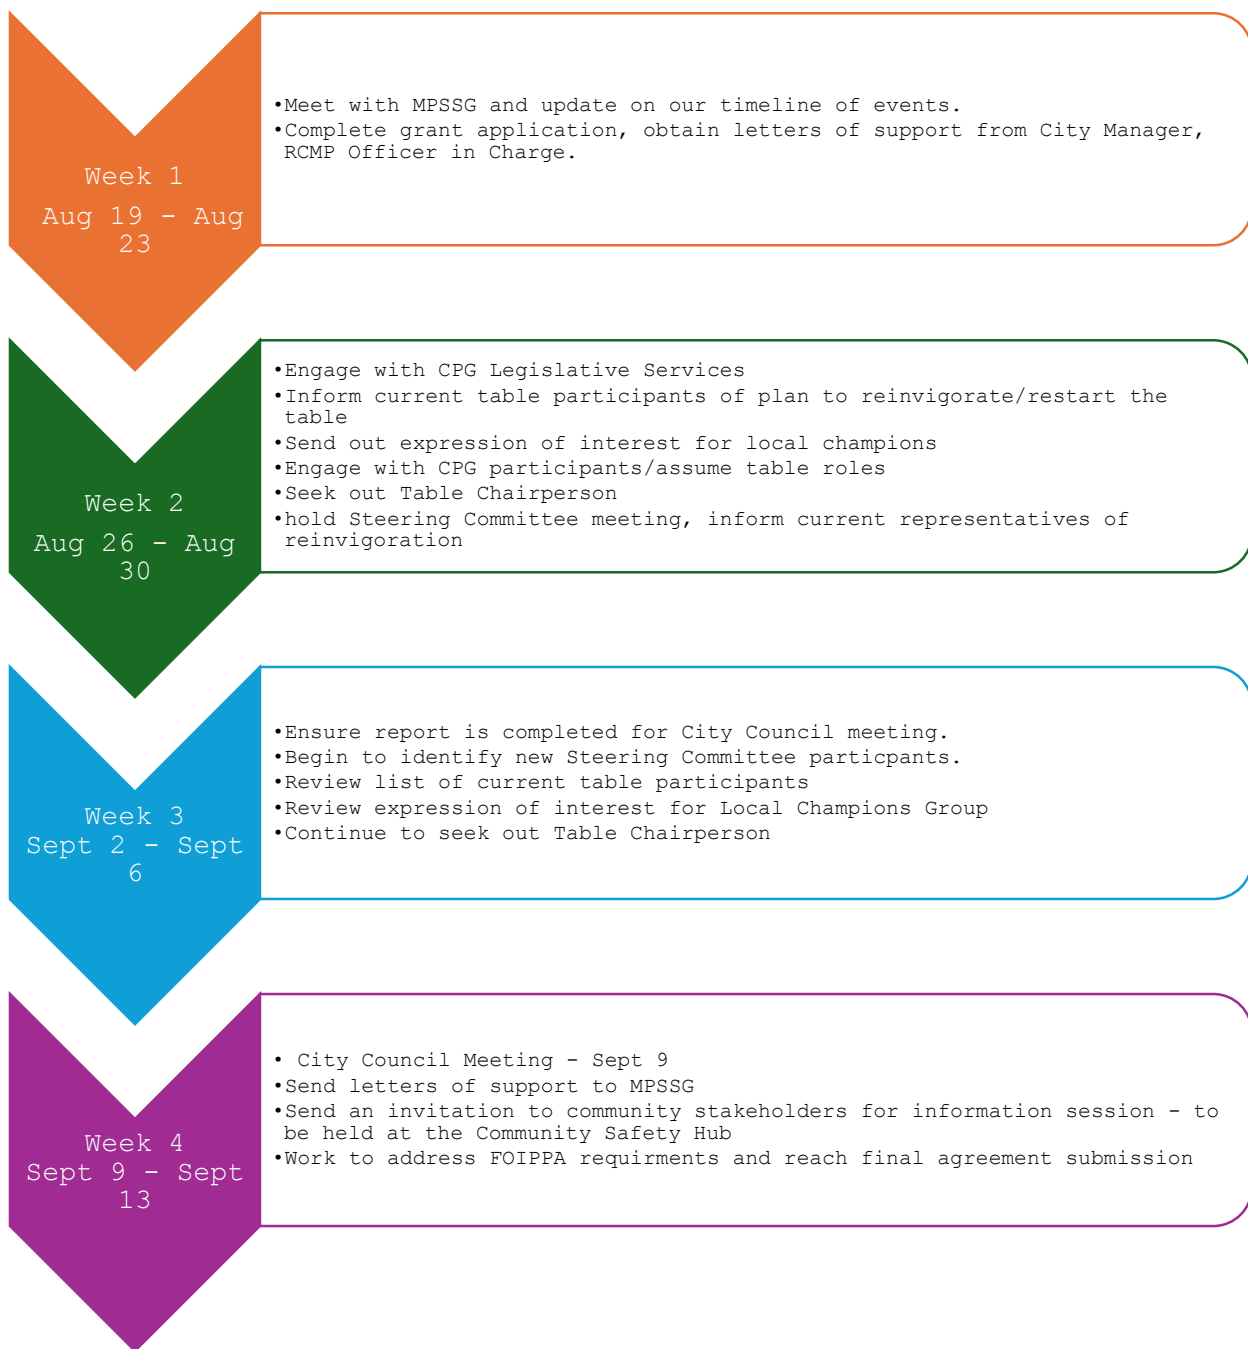 Week 1
Aug 19 - Aug
23
•Meet with MPSSG and update on our timeline of events.
•Complete grant application, obtain letters of support from City Manager,
RCMP Officer in Charge.
Week 2
Aug 26 - Aug
30
•Engage with CPG Legislative Services
•Inform current table participants of plan to reinvigorate/restart the
table
•Send out expression of interest for local champions
•Engage with CPG participants/assume table roles
•Seek out Table Chairperson
•hold Steering Committee meeting, inform current representatives of
reinvigoration
Week 3
Sept 2 - Sept
6
•Ensure report is completed for City Council meeting.
•Begin to identify new Steering Committee particpants.
•Review list of current table participants
•Review expression of interest for Local Champions Group
•Continue to seek out Table Chairperson
Week 4
Sept 9 - Sept
13
• City Council Meeting - Sept 9
•Send letters of support to MPSSG
•Send an invitation to community stakeholders for information session - to
be held at the Community Safety Hub
•Work to address FOIPPA requirments and reach final agreement submission